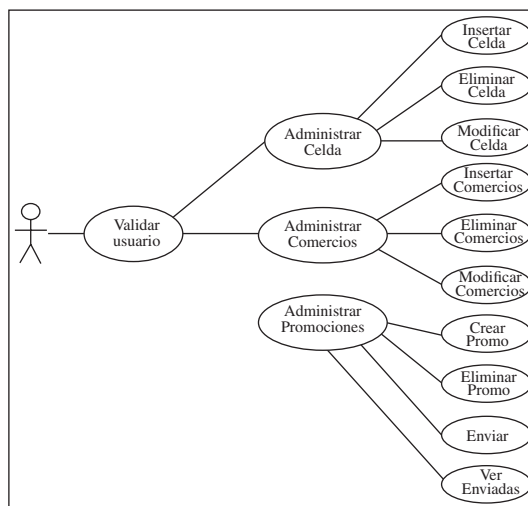 Insertar
Celda
Eliminar
Celda
Modificar
Celda
Administrar
Celda
Insertar
Comercios
Eliminar
Comercios
Modificar
Comercios
Validar
usuario
Administrar
Comercios
Administrar
Promociones
Crear
Promo
Eliminar
Promo
Enviar
Ver
Enviadas